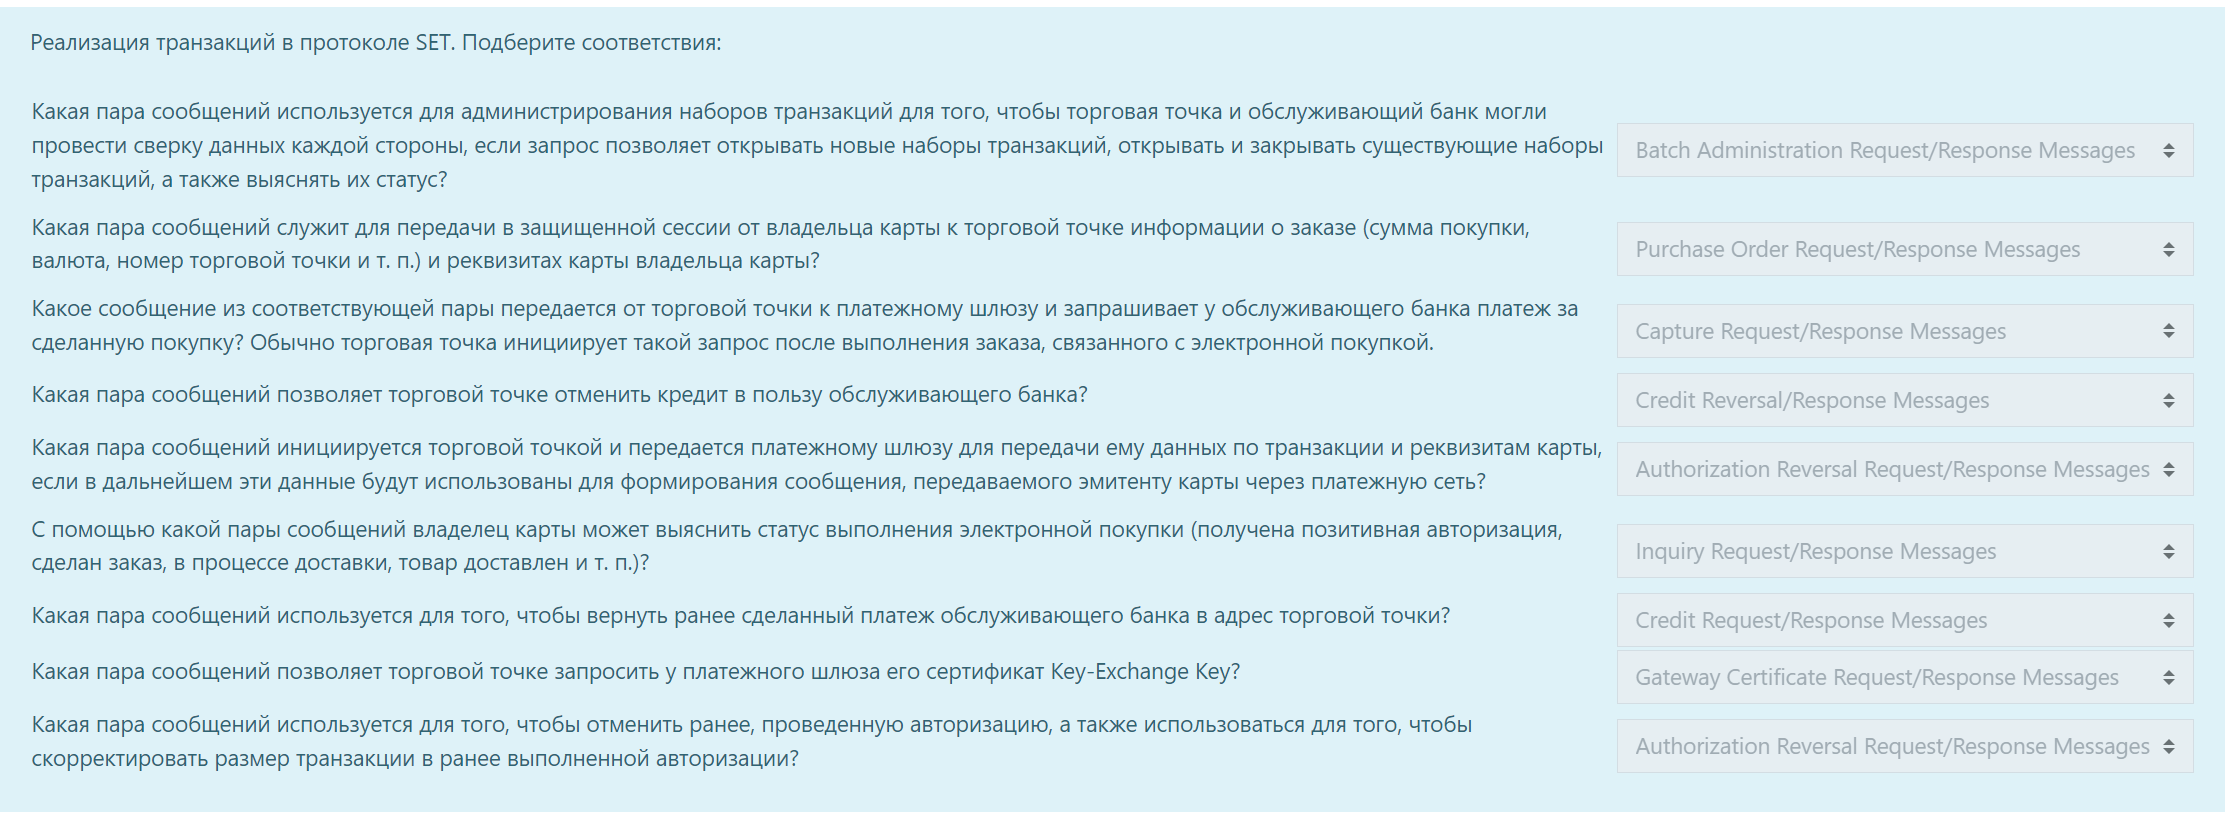 Реализация транзакций в протоколе SET. Подберите соответствия:
Какая пара сообщений используется для администрирования наборов транзакций для того, чтобы торговая точка и обслуживающий банк могли
провести сверку данных каждой стороны, если запрос позволяет открывать новые наборы транзакций, открывать и закрывать существующие наборы
транзакций, а также выяснять их статус?
Batch Administration Request/Response Messages
Какая пара сообщений служит для передачи в защищенной сессии от владельца карты к торговой точке информации о заказе (сумма покупки,
валюта, номер торговой точки и т. п.) и реквизитах карты владельца карты?
Purchase Order Request/Response Messages
Какое сообщение из соответствующей пары передается от торговой точки к платежному шлюзу и запрашивает у обслуживающего банка платеж за
сделанную покупку? Обычно торговая точка инициирует такой запрос после выполнения заказа, связанного с электронной покупкой.
Capture Request/Response Messages
Какая пара сообщений позволяет торговой точке отменить кредит в пользу обслуживающего банка?
Credit Reversal/Response Messages
Какая пара сообщений инициируется торговой точкой и передается платежному шлюзу для передачи ему данных по транзакции и реквизитам карты,
если в дальнейшем эти данные будут использованы для формирования сообщения, передаваемого эмитенту карты через платежную сеть?
Authorization Reversal Request/Response Messages
С помощью какой пары сообщений владелец карты может выяснить статус выполнения электронной покупки (получена позитивная авторизация,
сделан заказ, в процессе доставки, товар доставлен и т. п.)?
Inquiry Request/Response Messages
Какая пара сообщений используется для того, чтобы вернуть ранее сделанный платеж обслуживающего банка в адрес торговой точки?
Credit Request/Response Messages
Какая пара сообщений позволяет торговой точке запросить у платежного шлюза его сертификат Key-Exchange Key?
Gateway Certificate Request/Response Messages
Какая пара сообщений используется для того, чтобы отменить ранее, проведенную авторизацию, а также использоваться для того, чтобы
скорректировать размер транзакции в ранее выполненной авторизации?
Authorization Reversal Request/Response Messages